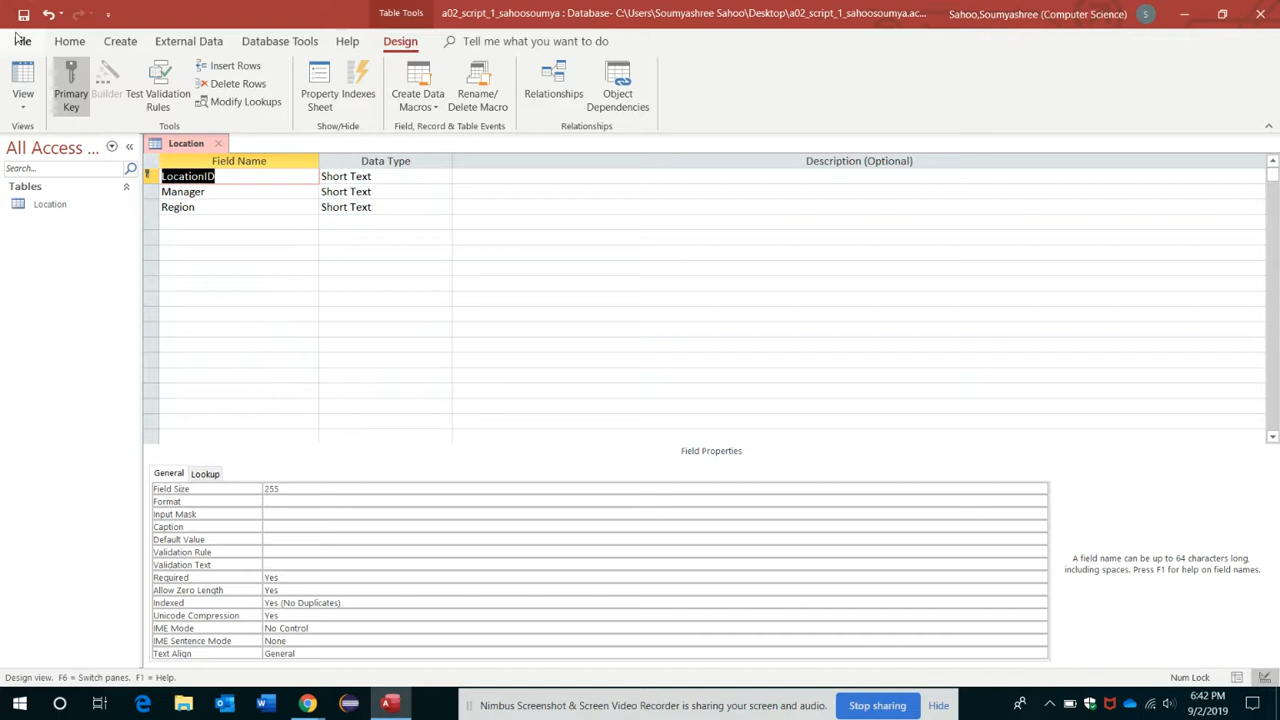 Table Tools
a02_script_1_sahoosoumya : Database- C:\Users\Soumyashree Sahoo\Desktop\a02_script_1_sahoosoumya.ac...
Sahoo,Soumyashree (Computer Science)
S
File
Home
Create
External Data
Database Tools
Help
Design
Tell me what you want to do
View
Primary Key
Builder
Test Validation Rules
Insert Rows
Delete Rows
Modify Lookups
Property Sheet
Indexes
Create Data Macros
Rename/ Delete Macro
Relationships
Object Dependencies
Views
Tools
Show/Hide
Field, Record & Table Events
Relationships
All Access ...
Search...
Tables
Location
Location
Field Name
Data Type
Description (Optional)
LocationID
Short Text
Manager
Short Text
Region
Short Text
Field Properties
General
Lookup
Field Size
255
Format
Input Mask
Caption
Default Value
Validation Rule
Validation Text
Required
Yes
Allow Zero Length
Yes
Indexed
Yes (No Duplicates)
Unicode Compression
Yes
IME Mode
No Control
IME Sentence Mode
None
Text Align
General
A field name can be up to 64 characters long,
including spaces. Press F1 for help on field names.
Design view. F6 = Switch panes. F1 = Help.
Num Lock
Nimbus Screenshot & Screen Video Recorder is sharing your screen and audio.
Stop sharing
Hide
6:42 PM
9/2/2019